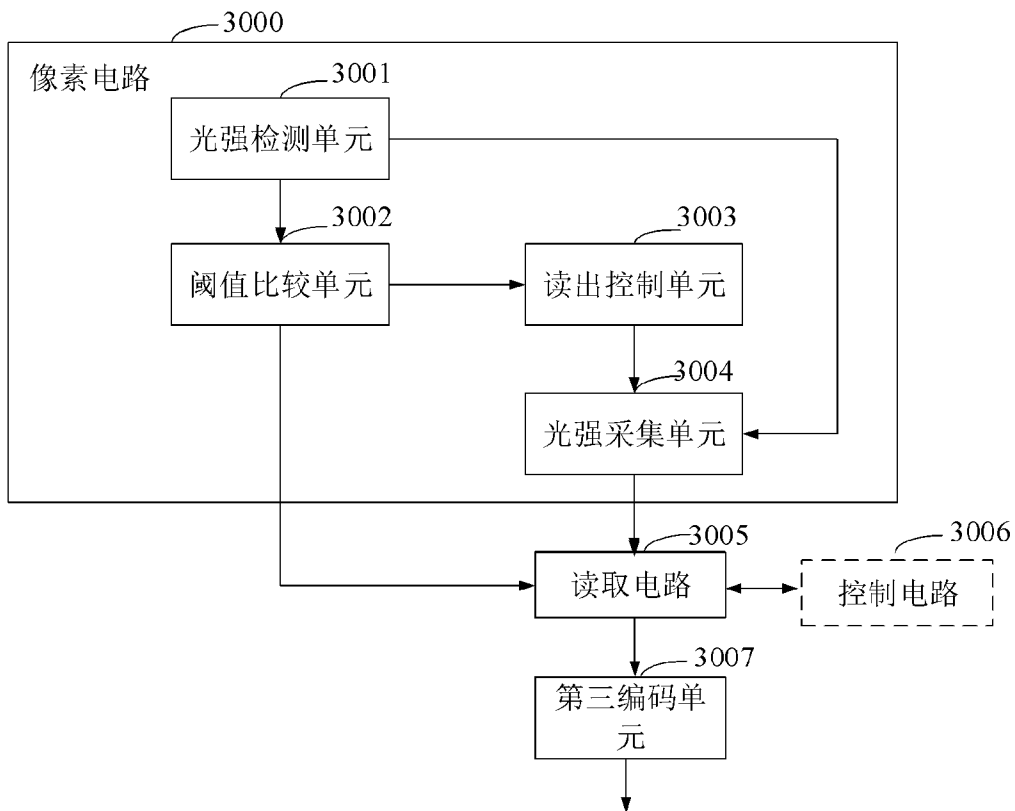 3000
像素电路
3001
光强检测单元
3002
3003
阈值比较单元
读出控制单元
3004
光强采集单元
3005
3006
读取电路
控制电路
3007
第三编码单
元